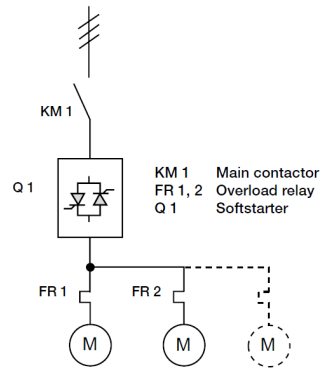 KM 1
Q 1
KM 1 Main contactor
FR 1, 2 Overload relay
Q 1 Softstarter
FR 1 FR 2
M M M